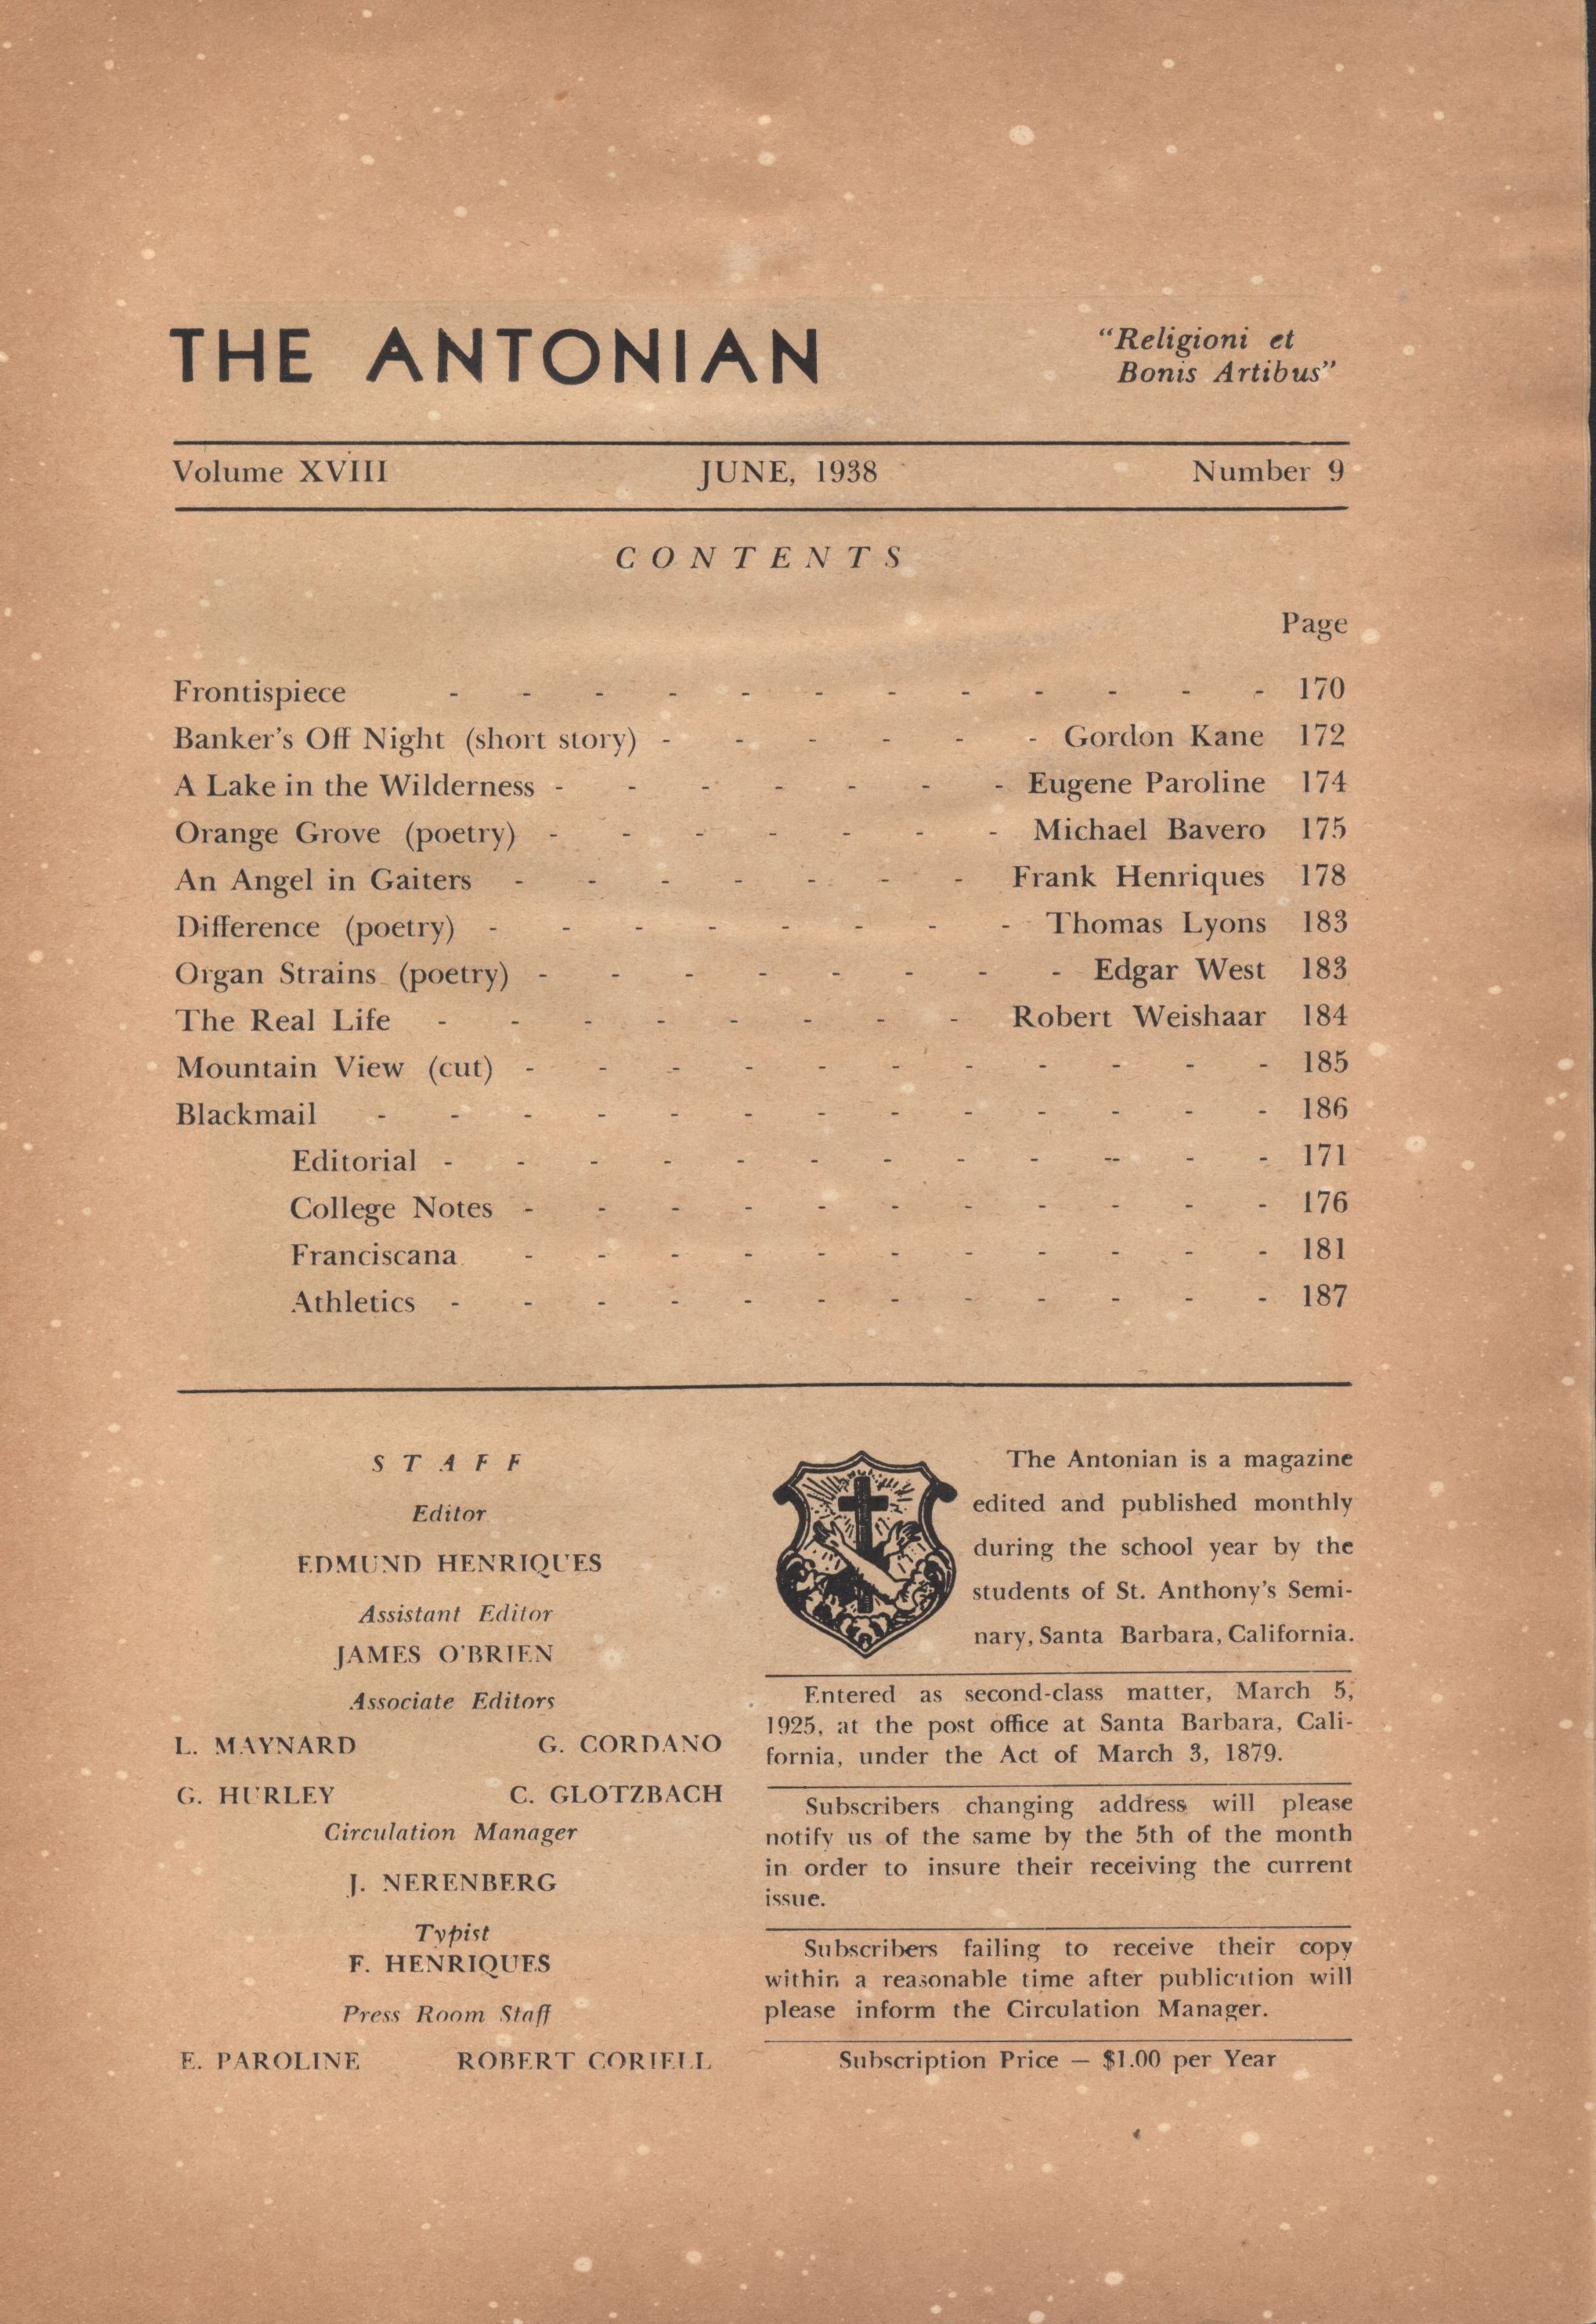 THE ANTONIAN
"Religioni et
Bonis Artibus"
Volume XVIII JUNE, 1938 Number 9
CONTENTS
Page
Frontispiece - - - - - - - - - - - - 170
Banker's Off Night (short story) - - - - - - Gordon Kane 172
A Lake in the Wilderness - - - - - - - Eugene Paroline 174
Orange Grove (poetry) - - - - - - - Michael Bavero 175
An Angel in Gaiters - - - - - - - Frank Henriques 178
Difference (poetry) - - - - - - - - Thomas Lyons 183
Organ Strains (poetry) - - - - - - - - Edgar West 183
The Real Life - - - - - - - - Robert Weishaar 184
Mountain View (cut) - - - - - - - - - - - 185
Blackmail - - - - - - - - - - - - - 186
Editorial - - - - - - - - - -- - - 171
College Notes - - - - - - - - - - - 176
Franciscana - - - - - - - - - - - 181
Athletics - - - - - - - - - - - - 187
STAFF
Editor
EDMUND HENRIQUES
Assistant Editor
JAMES O'BRIEN
Associate Editors
L. MAYNARD G. CORDANO
G. HURLEY C. GLOTZBACH
Circulation Manager
J. NERENBERG
Typist
F. HENRIQUES
Press Room Staff
E. PAROLINE ROBERT CORIELL
The Antonian is a magazine
edited and published monthly
during the school year by the
students of St. Anthony's Semi-
nary, Santa Barbara, California.
Entered as second-class matter, March 5,
1925, at the post office at Santa Barbara, Cali-
fornia, under the Act of March 3, 1879.
Subscribers changing address will please
notify us of the same by the 5th of the month
in order to insure their receiving the current
issue.
Subscribers failing to receive their copy
within a reasonable time after publication will
please inform the Circulation Manager.
Subscription Price — $1.00 per Year